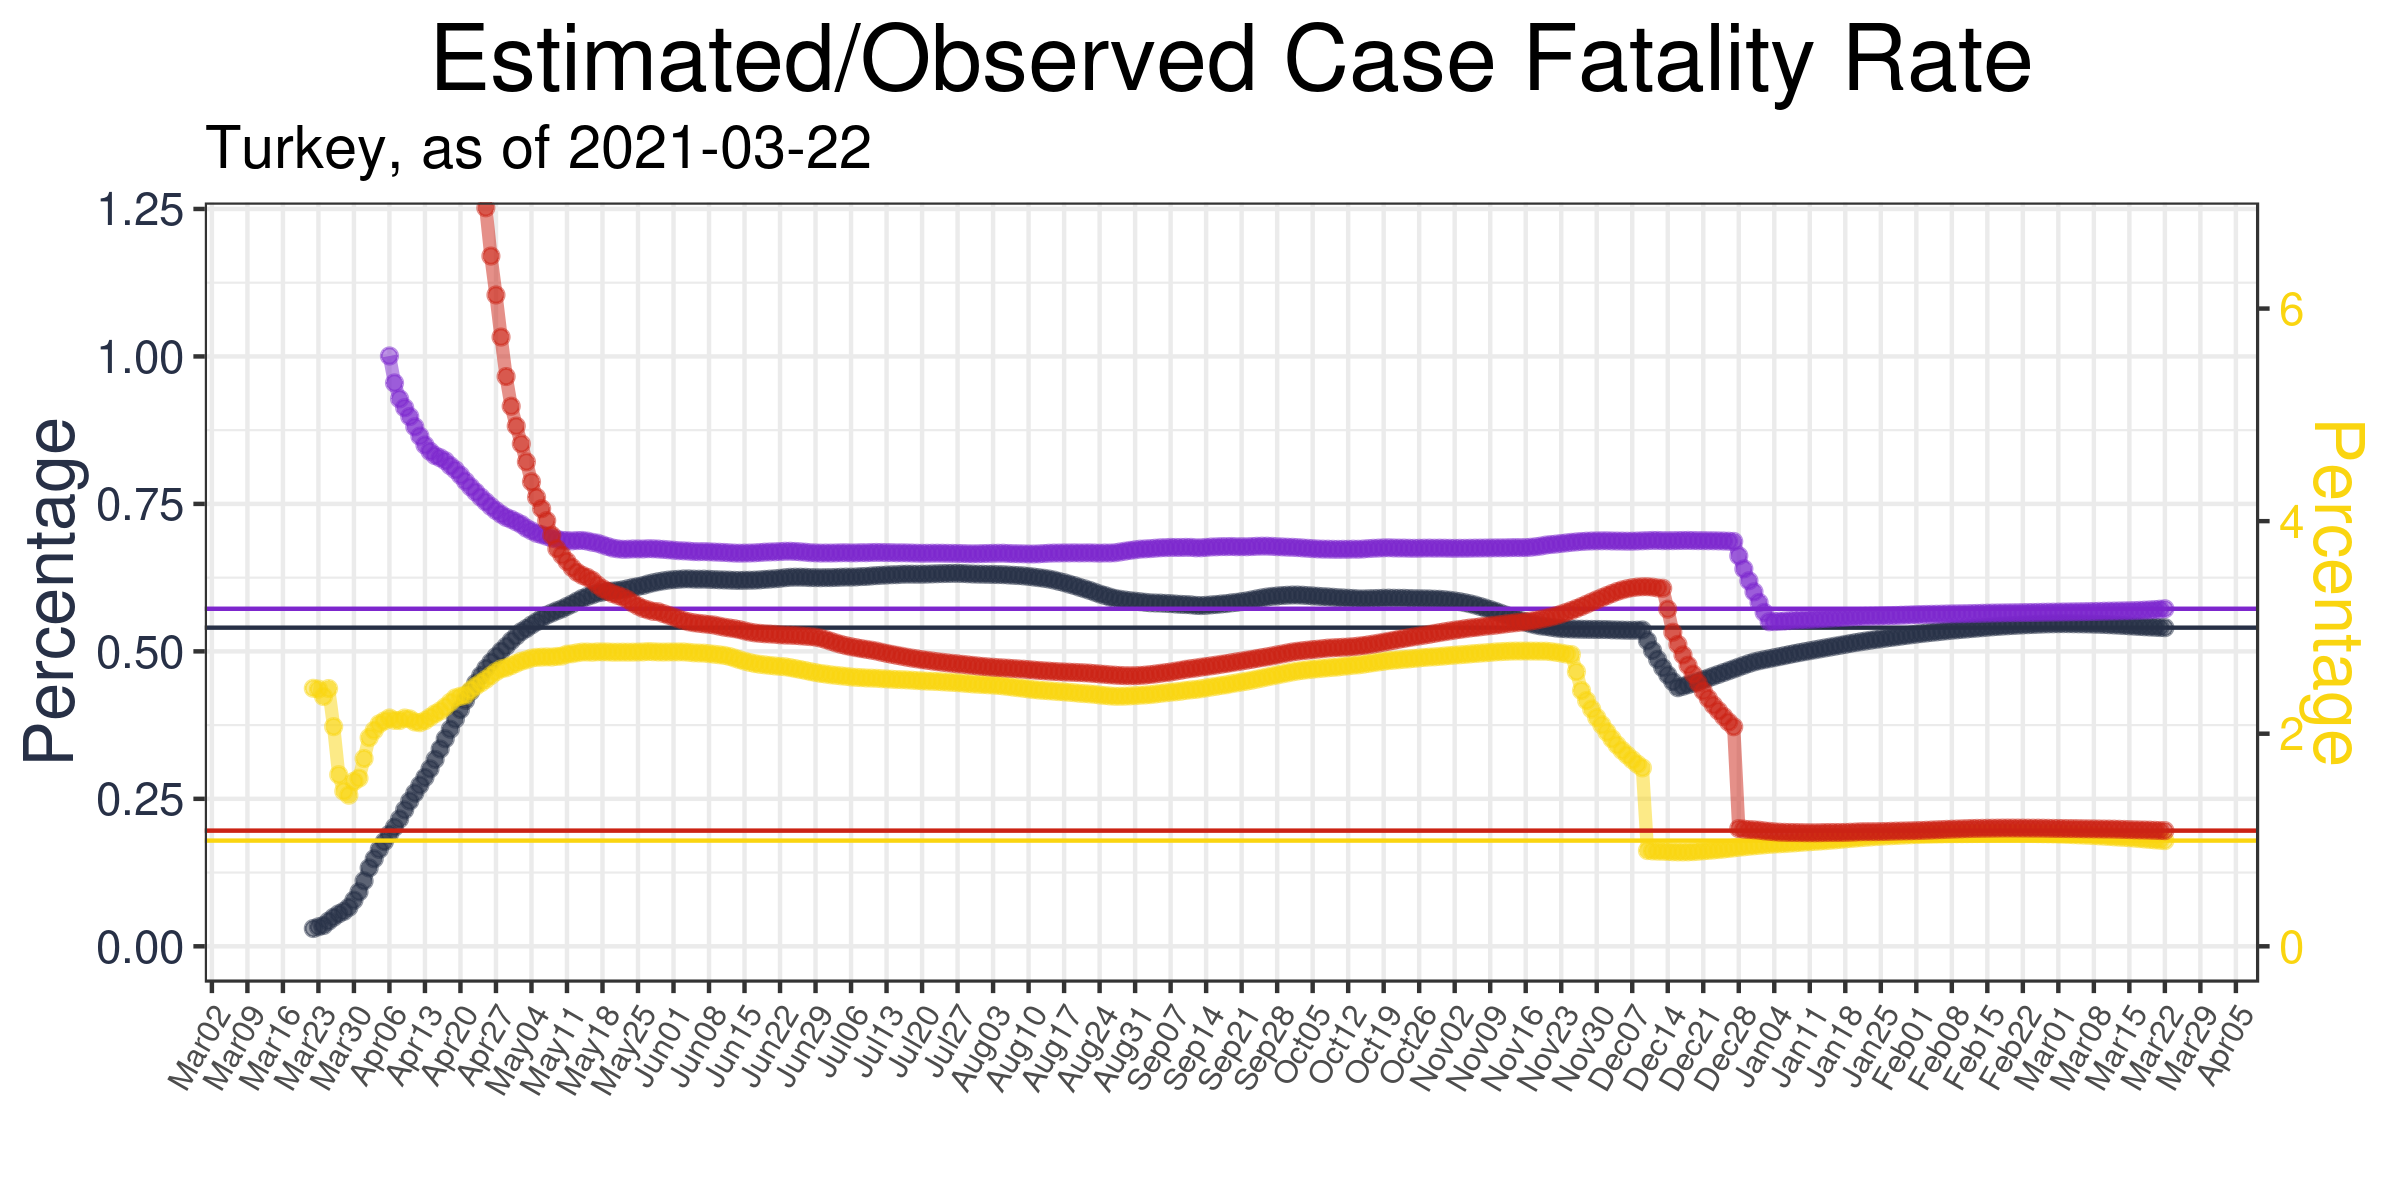 Estimated/Observed Case Fatality Rate
Turkey, as of 2021-03-22
Percentage
1.25
1.00
0.75
0.50
0.25
0.00
6
4
2
0
Percentage
Mar02
Mar09
Mar16
Mar23
Mar30
Apr06
Apr13
Apr20
Apr27
May04
May11
May18
May25
Jun01
Jun08
Jun15
Jun22
Jun29
Jul06
Jul13
Jul20
Jul27
Aug03
Aug10
Aug17
Aug24
Aug31
Sep07
Sep14
Sep21
Sep28
Oct05
Oct12
Oct19
Oct26
Nov02
Nov09
Nov16
Nov23
Nov30
Dec07
Dec14
Dec21
Dec28
Jan04
Jan11
Jan18
Jan25
Feb01
Feb08
Feb15
Feb22
Mar01
Mar08
Mar15
Mar22
Mar29
Apr05